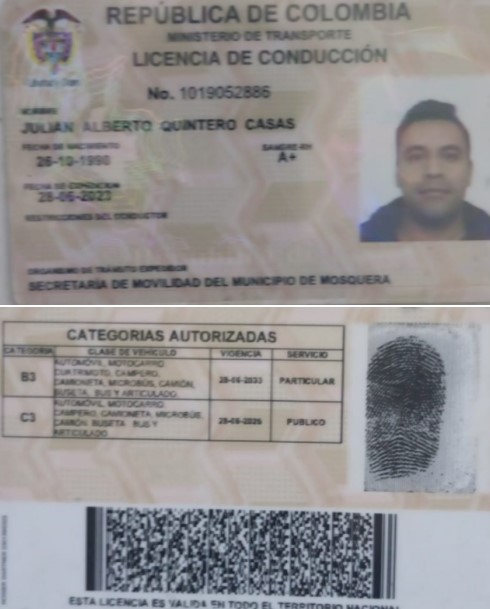 REPÚBLICA DE COLOMBIA
MINISTERIO DE TRANSPORTE
LICENCIA DE CONDUCCIÓN
No. 1019052886
NOMBRE
JULIAN ALBERTO QUINTERO CASAS
FECHA DE NACIMIENTO
26-10-1990
SANGRE-RH
A+
FECHA DE EXPEDICIÓN
28-06-2023
RESTRICCIONES DEL CONDUCTOR
ORGANISMO DE TRÁNSITO EXPEDIDOR
SECRETARÍA DE MOVILIDAD DEL MUNICIPIO DE MOSQUERA
CATEGORIAS AUTORIZADAS
CATEGORIA CLASE DE VEHICULO VIGENCIA SERVICIO
B3 AUTOMÓVIL, MOTOCARRO
CUATRIMOTO, CAMPERO,
CAMIONETA, MICROBÚS, CAMIÓN,
BUSETA, BUS Y ARTICULADO 28-06-2033 PARTICULAR
C3 AUTOMÓVIL, MOTOCARRO
CAMPERO, CAMIONETA MICROBÚS,
CAMIÓN BUSETA BUS Y
ARTICULADO 28-06-2026 PUBLICO
ESTA LICENCIA ES VALIDA EN TODO EL TERRITORIO NACIONAL